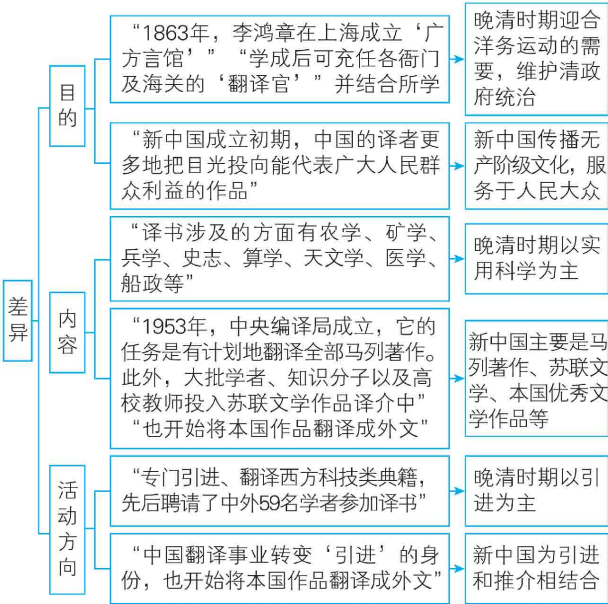 差
异
目
的
“1863年，李鸿章在上海成立‘广
方言馆’”　“学成后可充任各衙门
及海关的‘翻译官’”并结合所学
晚清时期迎合
洋务运动的需
要，维护清政
府统治
“新中国成立初期，中国的译者更
多地把目光投向能代表广大人民群
众利益的作品”
新中国传播无
产阶级文化，服
务于人民大众
内
容
“译书涉及的方面有农学、矿学、
兵学、史志、算学、天文学、医学、
船政等”
晚清时期以实
用科学为主
“1953年，中央编译局成立，它的
任务是有计划地翻译全部马列著作。
此外，大批学者、知识分子以及高
校教师投入苏联文学作品译介中”
“也开始将本国作品翻译成外文”
新中国主要是马
列著作、苏联文
学、本国优秀文
学作品等
活
动
方
向
“专门引进、翻译西方科技类典籍，
先后聘请了中外59名学者参加译书”
晚清时期以引
进为主
“中国翻译事业转变‘引进’的身
份，也开始将本国作品翻译成外文”
新中国为引进
和推介相结合